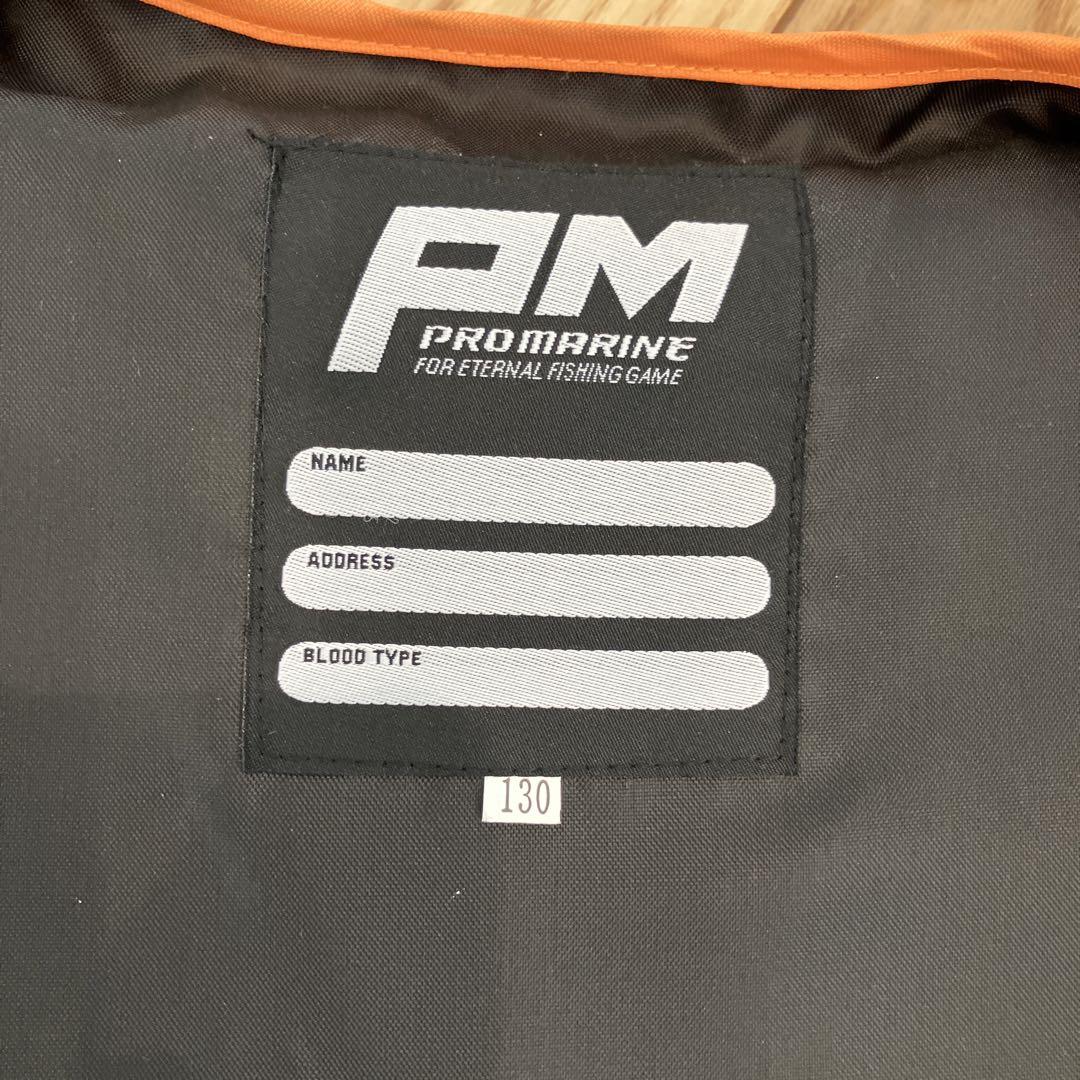 PM
PROMARINE
FOR ETERNAL FISHING GAME
NAME
ADDRESS
BLOOD TYPE
130